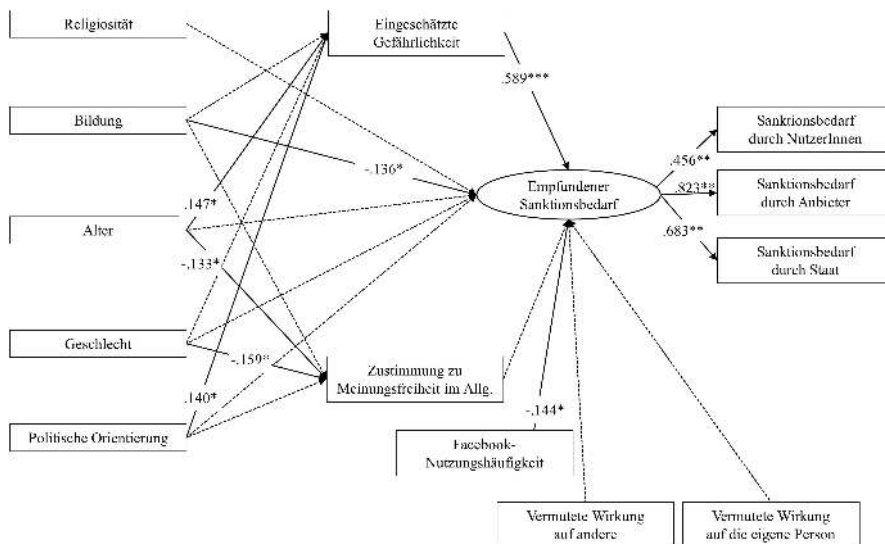 Religiosität
Eingeschätzte
Gefährlichkeit
.589***
Bildung
Sanktionsbedarf
durch NutzerInnen
-.136*
.456**
Empfundener
Sanktionsbedarf
.823**
Sanktionsbedarf
durch Anbieter
.147*
Alter
.683**
Sanktionsbedarf
durch Staat
-.133*
Geschlecht
-.159*
Zustimmung zu
Meinungsfreiheit im Allg.
.140*
-.144*
Politische Orientierung
Facebook-
Nutzungshäufigkeit
Vermutete Wirkung
auf andere
Vermutete Wirkung
auf die eigene Person